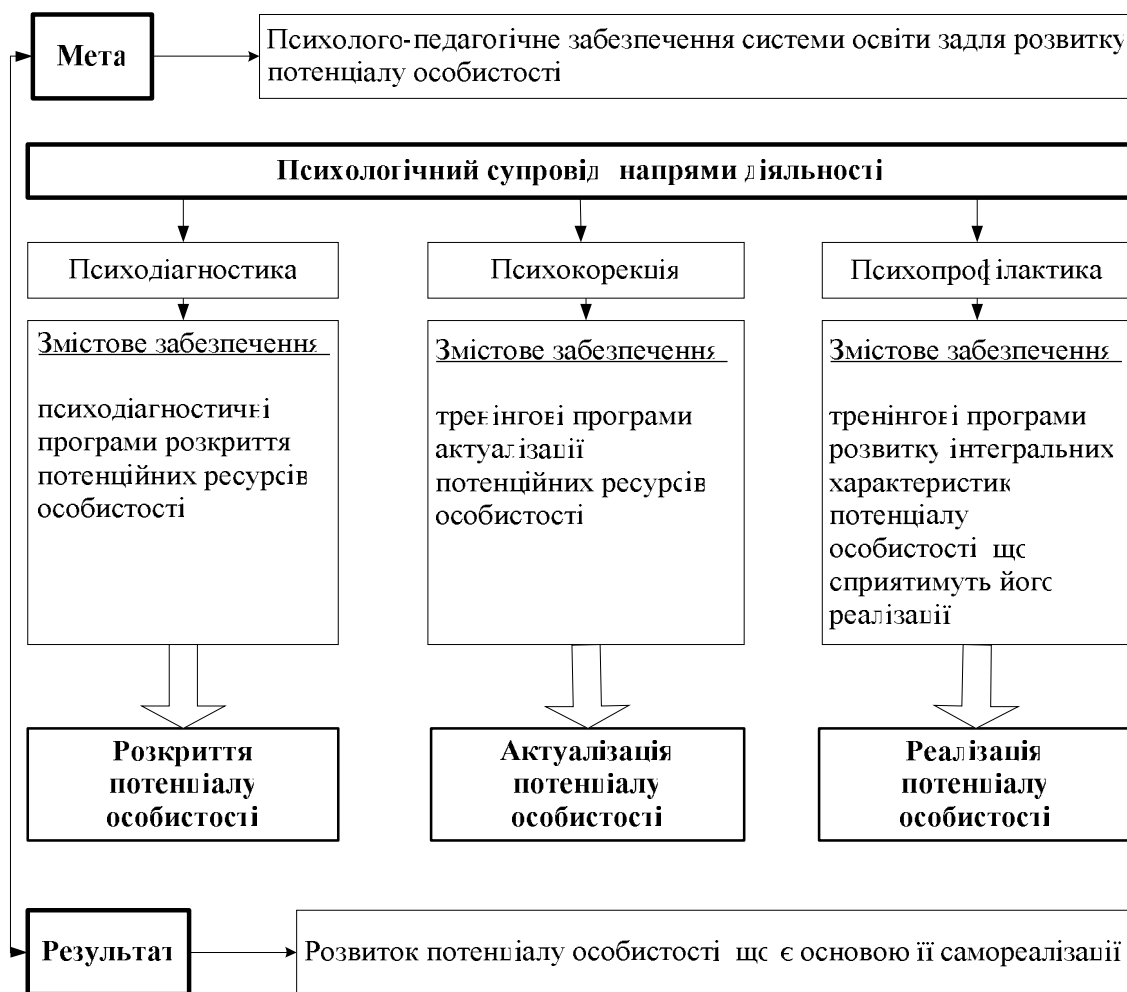 Мета
Психолого-педагогічне забезпечення системи освіти задля розвитку
потенціалу особистості
Психологічний супровід напрями діяльності
Психодіагностика
Змістове забезпечення
психодіагностичні
програми розкриття
потенційних ресурсів
особистості
Розкриття
потенціалу
особистості
Психокорекція
Змістове забезпечення
тренінгові програми
актуалізації
потенційних ресурсів
особистості
Актуалізація
потенціалу
особистості
Психопрофілактика
Змістове забезпечення
тренінгові програми
розвитку інтегральних
характеристик
потенціалу
особистості що
сприятимуть його
реалізації
Реалізація
потенціалу
особистості
Результат
Розвиток потенціалу особистості що є основою її самореалізації